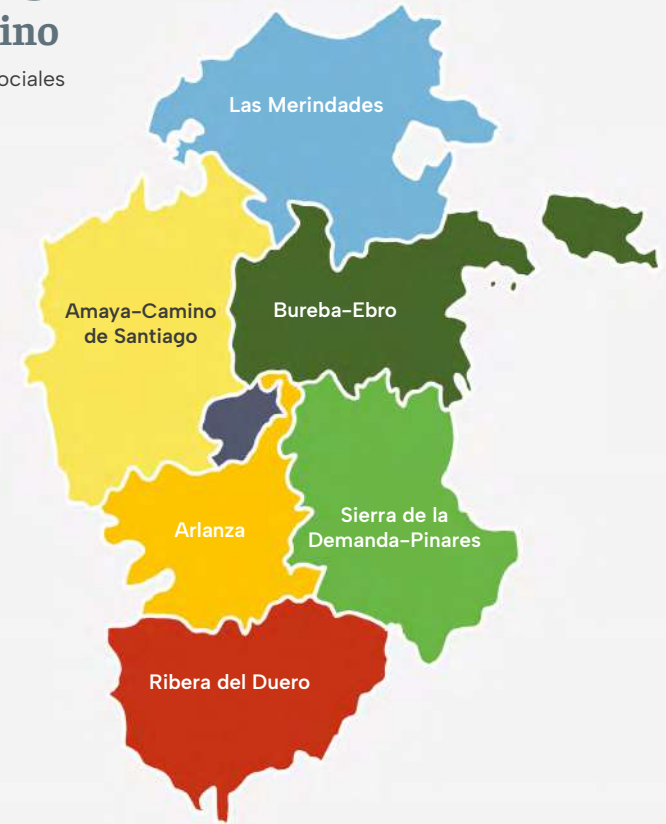 ino
ociales
Las Merindades
Amaya-Camino
de Santiago
Bureba-Ebro
Arlanza
Sierra de la
Demanda-Pinares
Ribera del Duero